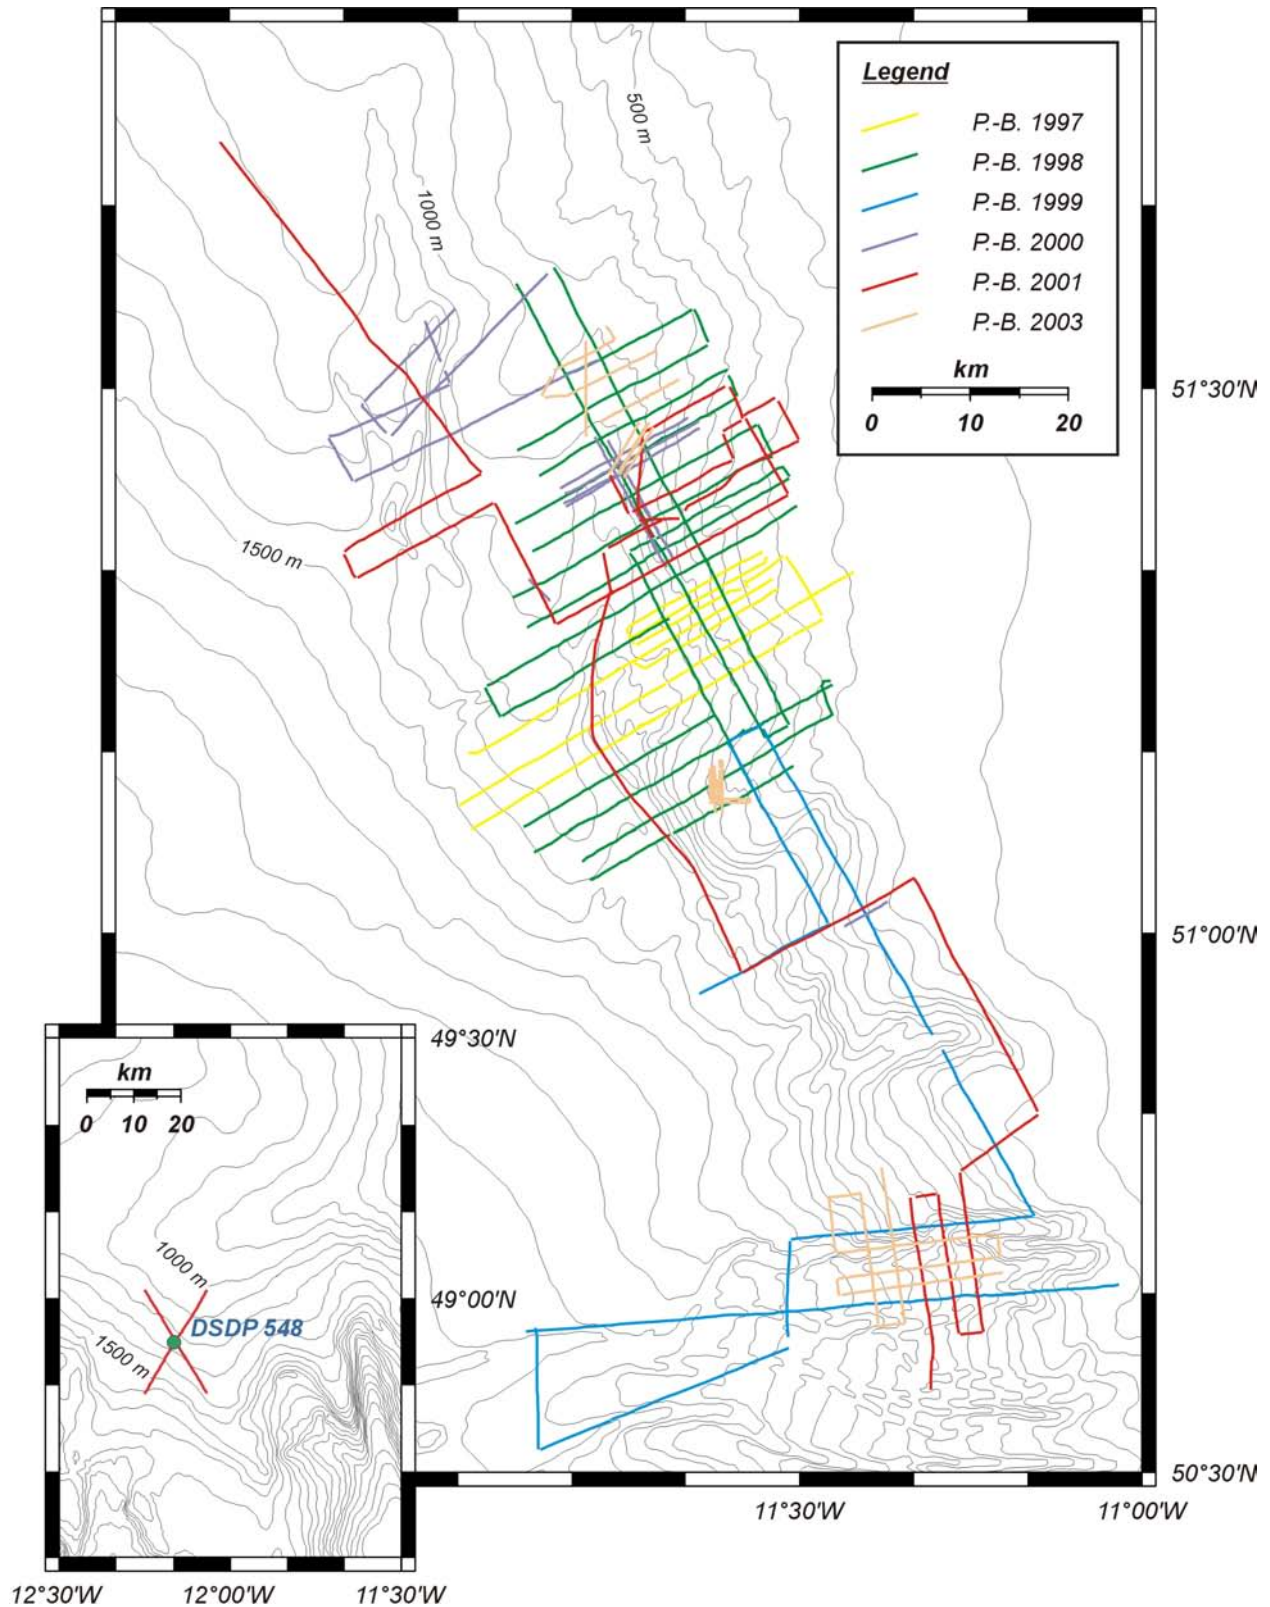 Legend
P.-B. 1997
P.-B. 1998
P.-B. 1999
P.-B. 2000
P.-B. 2001
P.-B. 2003
km
0 10 20
500 m
1000 m
1500 m
51°30'N
51°00'N
50°30'N
11°30'W 11°00'W
49°30'N
49°00'N
km
0 10 20
1000 m
DSDP 548
1500 m
12°30'W 12°00'W 11°30'W